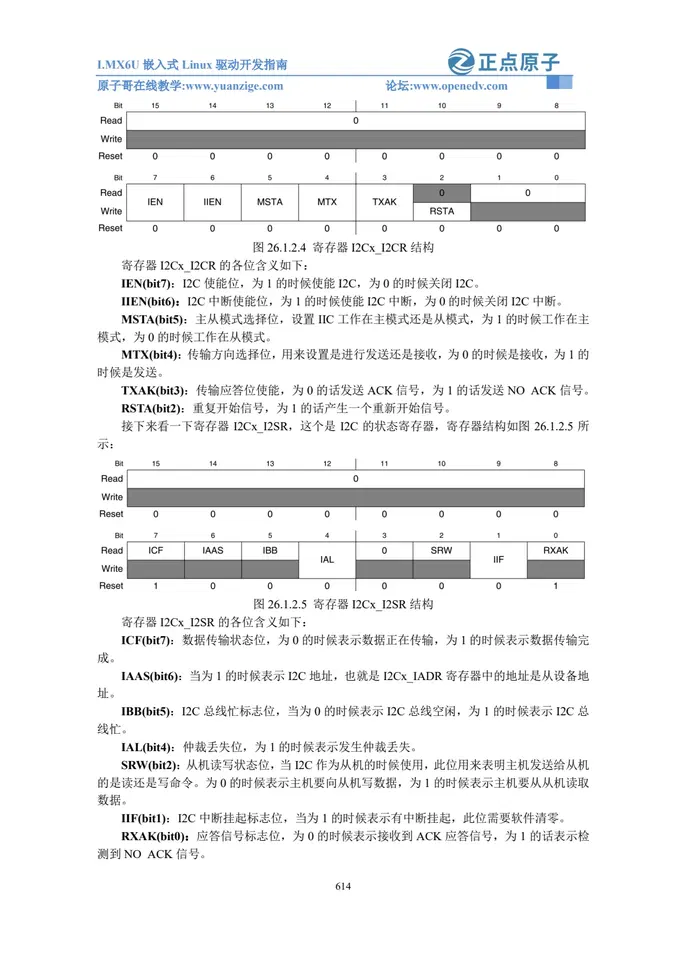 I.MX6U 嵌入式 Linux 驱动开发指南
正点原子
原子哥在线教学:www.yuanzige.com 论坛:www.openedv.com
Bit 15 14 13 12 11 10 9 8
Read 0
Write
Reset 0 0 0 0 0 0 0 0
Bit 7 6 5 4 3 2 1 0
Read 0 0
IEN IIEN MSTA MTX TXAK
Write RSTA
Reset 0 0 0 0 0 0 0 0
图 26.1.2.4 寄存器 I2Cx_I2CR 结构
寄存器 I2Cx_I2CR 的各位含义如下：
IEN(bit7)：I2C 使能位，为 1 的时候使能 I2C，为 0 的时候关闭 I2C。
IIEN(bit6)：I2C 中断使能位，为 1 的时候使能 I2C 中断，为 0 的时候关闭 I2C 中断。
MSTA(bit5)：主从模式选择位，设置 IIC 工作在主模式还是从模式，为 1 的时候工作在主
模式，为 0 的时候工作在从模式。
MTX(bit4)：传输方向选择位，用来设置是进行发送还是接收，为 0 的时候是接收，为 1 的
时候是发送。
TXAK(bit3)：传输应答位使能，为 0 的话发送 ACK 信号，为 1 的话发送 NO ACK 信号。
RSTA(bit2)：重复开始信号，为 1 的话产生一个重新开始信号。
接下来看一下寄存器 I2Cx_I2SR，这个是 I2C 的状态寄存器，寄存器结构如图 26.1.2.5 所
示：
Bit 15 14 13 12 11 10 9 8
Read 0
Write
Reset 0 0 0 0 0 0 0 0
Bit 7 6 5 4 3 2 1 0
Read ICF IAAS IBB 0 SRW RXAK
IAL IIF
Write
Reset 1 0 0 0 0 0 0 1
图 26.1.2.5 寄存器 I2Cx_I2SR 结构
寄存器 I2Cx_I2SR 的各位含义如下：
ICF(bit7)：数据传输状态位，为 0 的时候表示数据正在传输，为 1 的时候表示数据传输完
成。
IAAS(bit6)：当为 1 的时候表示 I2C 地址，也就是 I2Cx_IADR 寄存器中的地址是从设备地
址。
IBB(bit5)：I2C 总线忙标志位，当为 0 的时候表示 I2C 总线空闲，为 1 的时候表示 I2C 总
线忙。
IAL(bit4)：仲裁丢失位，为 1 的时候表示发生仲裁丢失。
SRW(bit2)：从机读写状态位，当 I2C 作为从机的时候使用，此位用来表明主机发送给从机
的是读还是写命令。为 0 的时候表示主机要向从机写数据，为 1 的时候表示主机要从从机读取
数据。
IIF(bit1)：I2C 中断挂起标志位，当为 1 的时候表示有中断挂起，此位需要软件清零。
RXAK(bit0)：应答信号标志位，为 0 的时候表示接收到 ACK 应答信号，为 1 的话表示检
测到 NO ACK 信号。
614